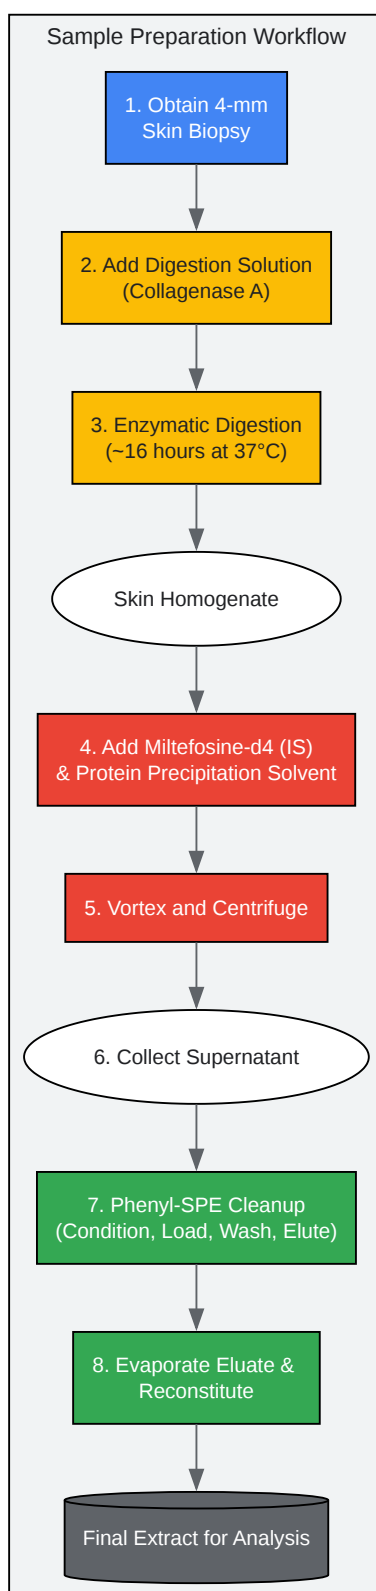 Sample Preparation Workflow
1. Obtain 4-mm
Skin Biopsy
2. Add Digestion Solution
(Collagenase A)
3. Enzymatic Digestion
(~16 hours at 37°C)
Skin Homogenate
4. Add Miltefosine-d4 (IS)
& Protein Precipitation Solvent
5. Vortex and Centrifuge
6. Collect Supernatant
7. Phenyl-SPE Cleanup
(Condition, Load, Wash, Elute)
8. Evaporate Eluate &
Reconstitute
Final Extract for Analysis